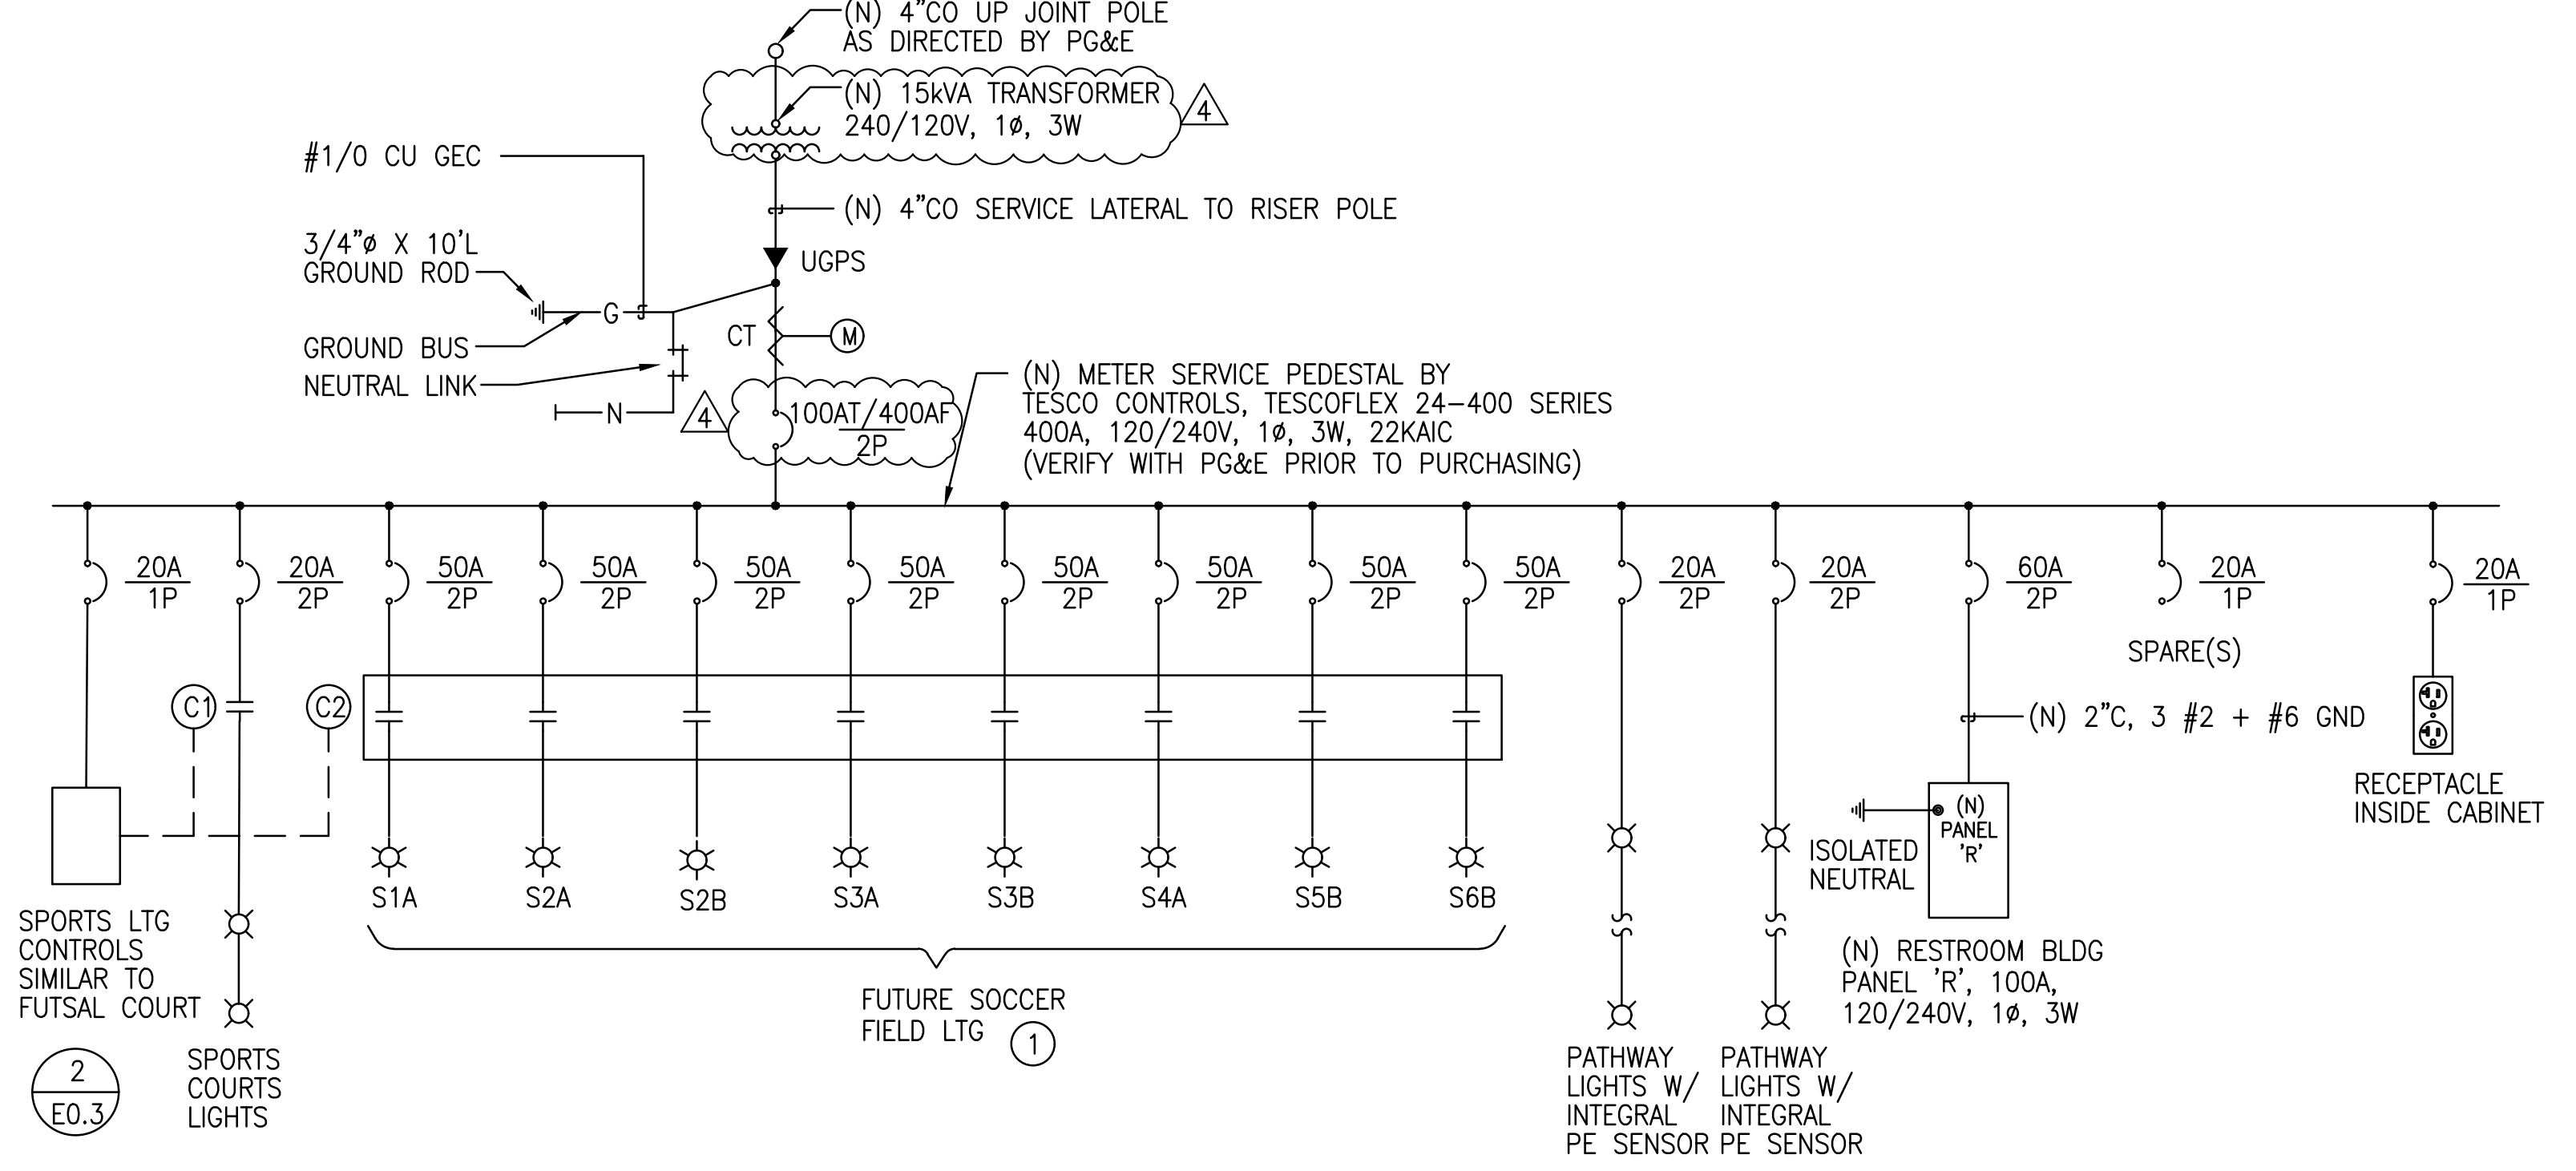 (N) 4"CO UP JOINT POLE
AS DIRECTED BY PG&E
(N) 15kVA TRANSFORMER
240/120V, 1ø, 3W
4
#1/0 CU GEC
(N) 4"CO SERVICE LATERAL TO RISER POLE
3/4"ø X 10'L
GROUND ROD
UGPS
G
GROUND BUS
NEUTRAL LINK
N
CT
M
4
100AT/400AF
2P
(N) METER SERVICE PEDESTAL BY
TESCO CONTROLS, TESCOFLEX 24-400 SERIES
400A, 120/240V, 1ø, 3W, 22KAIC
(VERIFY WITH PG&E PRIOR TO PURCHASING)
20A
1P
20A
2P
50A
2P
50A
2P
50A
2P
50A
2P
50A
2P
50A
2P
50A
2P
50A
2P
20A
2P
20A
2P
60A
2P
20A
1P
20A
1P
SPARE(S)
C1
C2
(N) 2"C, 3 #2 + #6 GND
RECEPTACLE
INSIDE CABINET
(N)
PANEL
'R'
ISOLATED
NEUTRAL
S1A
S2A
S2B
S3A
S3B
S4A
S5B
S6B
SPORTS LTG
CONTROLS
SIMILAR TO
FUTSAL COURT
2
E0.3
SPORTS
COURTS
LIGHTS
FUTURE SOCCER
FIELD LTG
1
PATHWAY
LIGHTS W/
INTEGRAL
PE SENSOR
PATHWAY
LIGHTS W/
INTEGRAL
PE SENSOR
(N) RESTROOM BLDG
PANEL 'R', 100A,
120/240V, 1ø, 3W